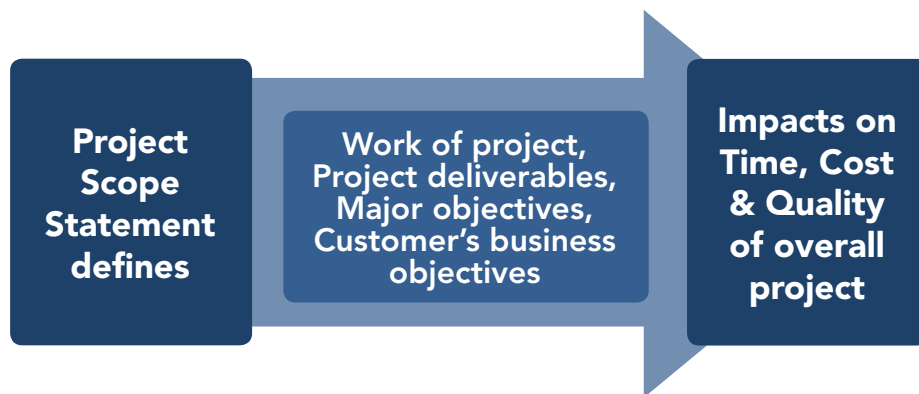 Project
Scope
Statement
defines
Work of project,
Project deliverables,
Major objectives,
Customer’s business
objectives
Impacts on
Time, Cost
& Quality
of overall
project